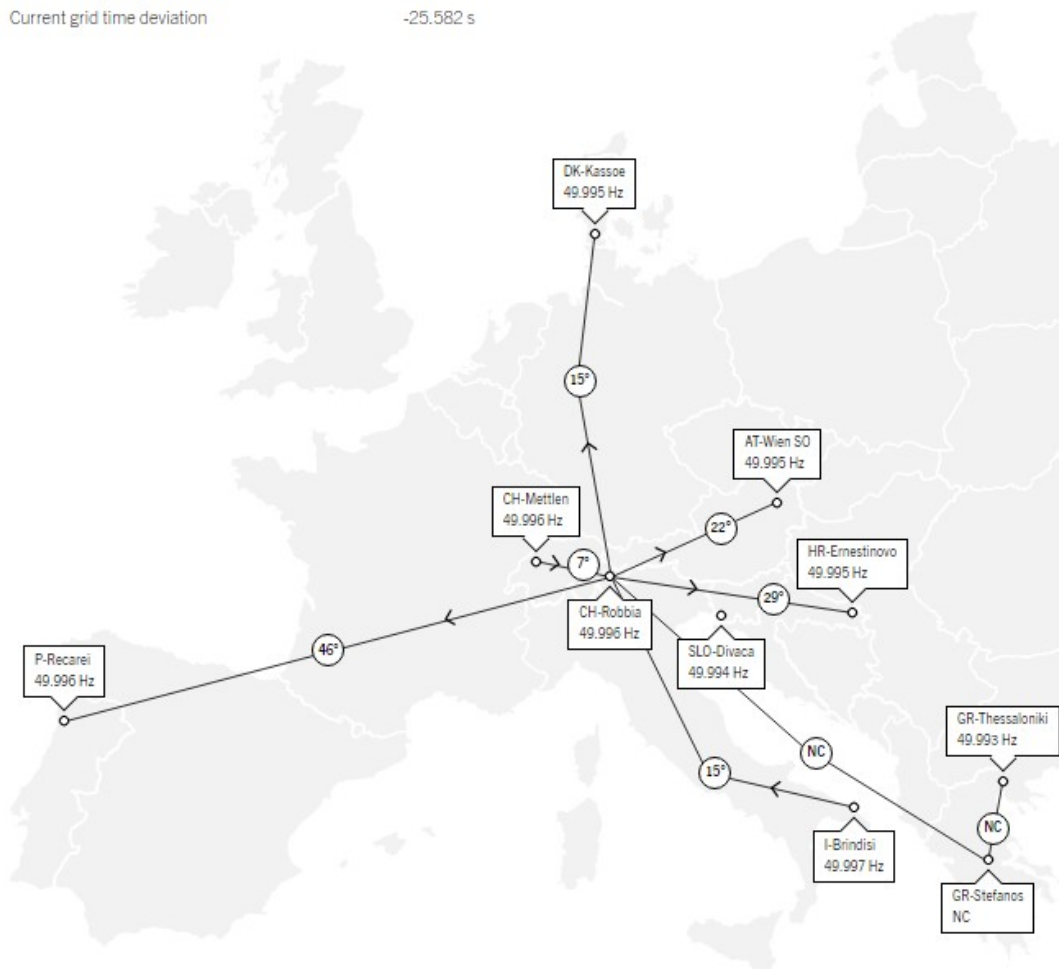 Current grid time deviation -25.582 s
DK-Kassoe
49.995 Hz
15°
AT-Wien SO
49.995 Hz
CH-Mettlen
49.996 Hz
22°
HR-Ernestinovo
49.995 Hz
7°
29°
CH-Robbia
49.996 Hz
SLO-Divaca
49.994 Hz
46°
P-Recarei
49.996 Hz
GR-Thessaloniki
49.993 Hz
NC
15°
NC
I-Brindisi
49.997 Hz
GR-Stefanos
NC